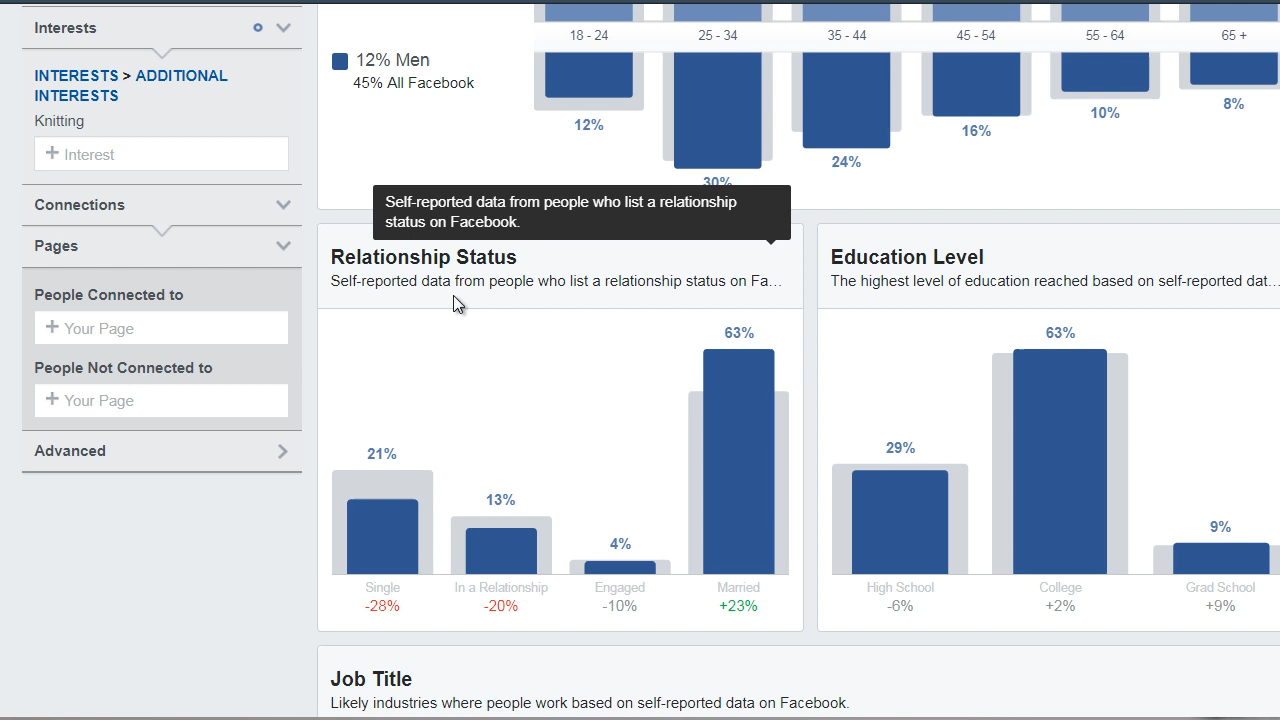 Interests
INTERESTS > ADDITIONAL
INTERESTS
Knitting
+ Interest
Connections
Pages
People Connected to
+ Your Page
People Not Connected to
+ Your Page
Advanced
18 - 24 25 - 34 35 - 44 45 - 54 55 - 64 65 +
12% Men
45% All Facebook
12% 30% 24% 16% 10% 8%
Self-reported data from people who list a relationship
status on Facebook.
Relationship Status
Self-reported data from people who list a relationship status on Fa...
21% 13% 4% 63%
Single In a Relationship Engaged Married
-28% -20% -10% +23%
Education Level
The highest level of education reached based on self-reported dat...
29% 63% 9%
High School College Grad School
-6% +2% +9%
Job Title
Likely industries where people work based on self-reported data on Facebook.